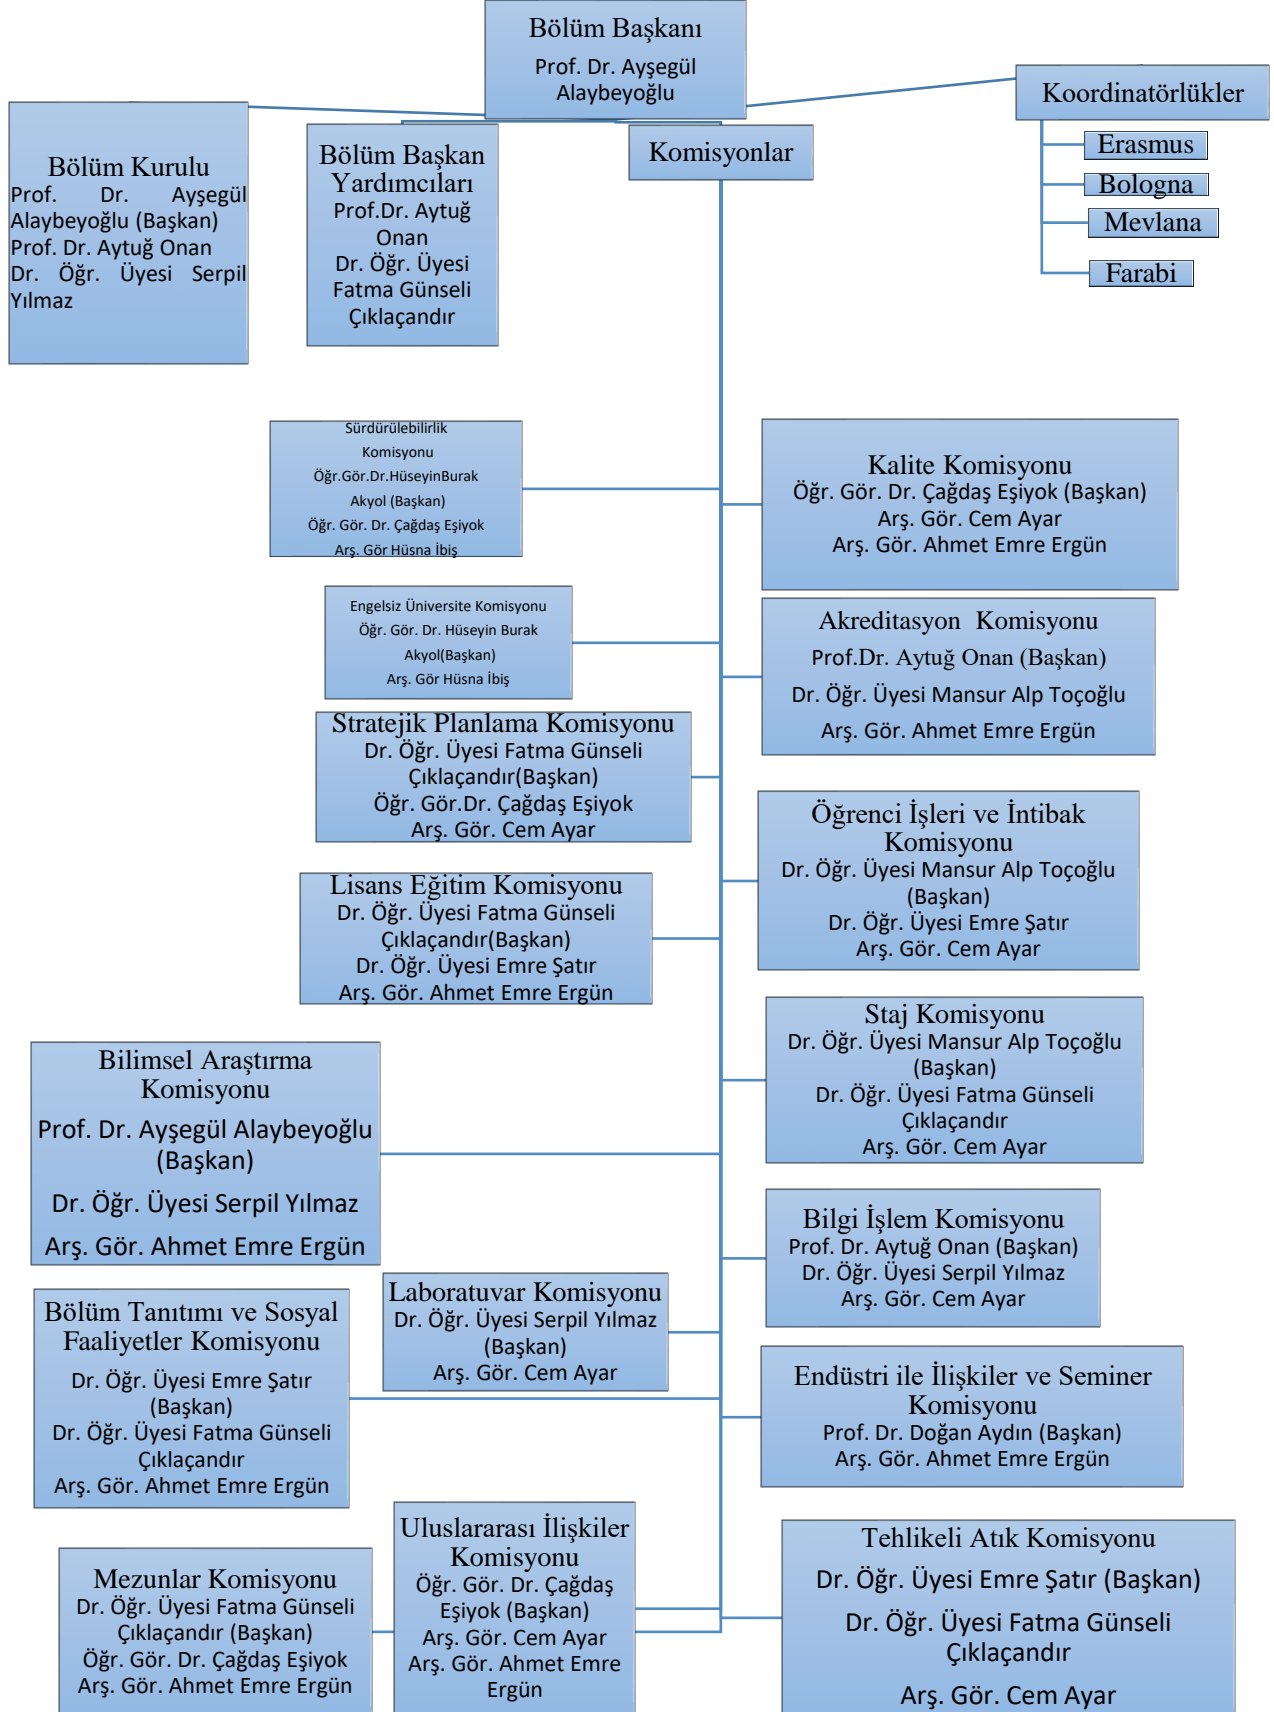 Bölüm Başkanı
Prof. Dr. Ayşegül
Alaybeyoğlu
Koordinatörlükler
Erasmus
Bologna
Mevlana
Farabi
Bölüm Kurulu
Prof. Dr. Ayşegül
Alaybeyoğlu (Başkan)
Prof. Dr. Aytuğ Onan
Dr. Öğr. Üyesi Serpil
Yılmaz
Bölüm Başkan
Yardımcıları
Prof.Dr. Aytuğ
Onan
Dr. Öğr. Üyesi
Fatma Günseli
Çıklaçandır
Komisyonlar
Sürdürülebilirlik
Komisyonu
Öğr.Gör.Dr.HüseyinBurak
Akyol (Başkan)
Öğr. Gör. Dr. Çağdaş Eşiyok
Arş. Gör Hüsna İbiş
Kalite Komisyonu
Öğr. Gör. Dr. Çağdaş Eşiyok (Başkan)
Arş. Gör. Cem Ayar
Arş. Gör. Ahmet Emre Ergün
Engelsiz Üniversite Komisyonu
Öğr. Gör. Dr. Hüseyin Burak
Akyol(Başkan)
Arş. Gör Hüsna İbiş
Akreditasyon Komisyonu
Prof.Dr. Aytuğ Onan (Başkan)
Dr. Öğr. Üyesi Mansur Alp Toçoğlu
Arş. Gör. Ahmet Emre Ergün
Stratejik Planlama Komisyonu
Dr. Öğr. Üyesi Fatma Günseli
Çıklaçandır(Başkan)
Öğr. Gör.Dr. Çağdaş Eşiyok
Arş. Gör. Cem Ayar
Öğrenci İşleri ve İntibak
Komisyonu
Dr. Öğr. Üyesi Mansur Alp Toçoğlu
(Başkan)
Dr. Öğr. Üyesi Emre Şatır
Arş. Gör. Cem Ayar
Lisans Eğitim Komisyonu
Dr. Öğr. Üyesi Fatma Günseli
Çıklaçandır(Başkan)
Dr. Öğr. Üyesi Emre Şatır
Arş. Gör. Ahmet Emre Ergün
Staj Komisyonu
Dr. Öğr. Üyesi Mansur Alp Toçoğlu
(Başkan)
Dr. Öğr. Üyesi Fatma Günseli
Çıklaçandır
Arş. Gör. Cem Ayar
Bilimsel Araştırma
Komisyonu
Prof. Dr. Ayşegül Alaybeyoğlu
(Başkan)
Dr. Öğr. Üyesi Serpil Yılmaz
Arş. Gör. Ahmet Emre Ergün
Bilgi İşlem Komisyonu
Prof. Dr. Aytuğ Onan (Başkan)
Dr. Öğr. Üyesi Serpil Yılmaz
Arş. Gör. Cem Ayar
Laboratuvar Komisyonu
Dr. Öğr. Üyesi Serpil Yılmaz
(Başkan)
Arş. Gör. Cem Ayar
Bölüm Tanıtımı ve Sosyal
Faaliyetler Komisyonu
Dr. Öğr. Üyesi Emre Şatır
(Başkan)
Dr. Öğr. Üyesi Fatma Günseli
Çıklaçandır
Arş. Gör. Ahmet Emre Ergün
Endüstri ile İlişkiler ve Seminer
Komisyonu
Prof. Dr. Doğan Aydın (Başkan)
Arş. Gör. Ahmet Emre Ergün
Uluslararası İlişkiler
Komisyonu
Öğr. Gör. Dr. Çağdaş
Eşiyok (Başkan)
Arş. Gör. Cem Ayar
Arş. Gör. Ahmet Emre
Ergün
Mezunlar Komisyonu
Dr. Öğr. Üyesi Fatma Günseli
Çıklaçandır (Başkan)
Öğr. Gör. Dr. Çağdaş Eşiyok
Arş. Gör. Ahmet Emre Ergün
Tehlikeli Atık Komisyonu
Dr. Öğr. Üyesi Emre Şatır (Başkan)
Dr. Öğr. Üyesi Fatma Günseli
Çıklaçandır
Arş. Gör. Cem Ayar